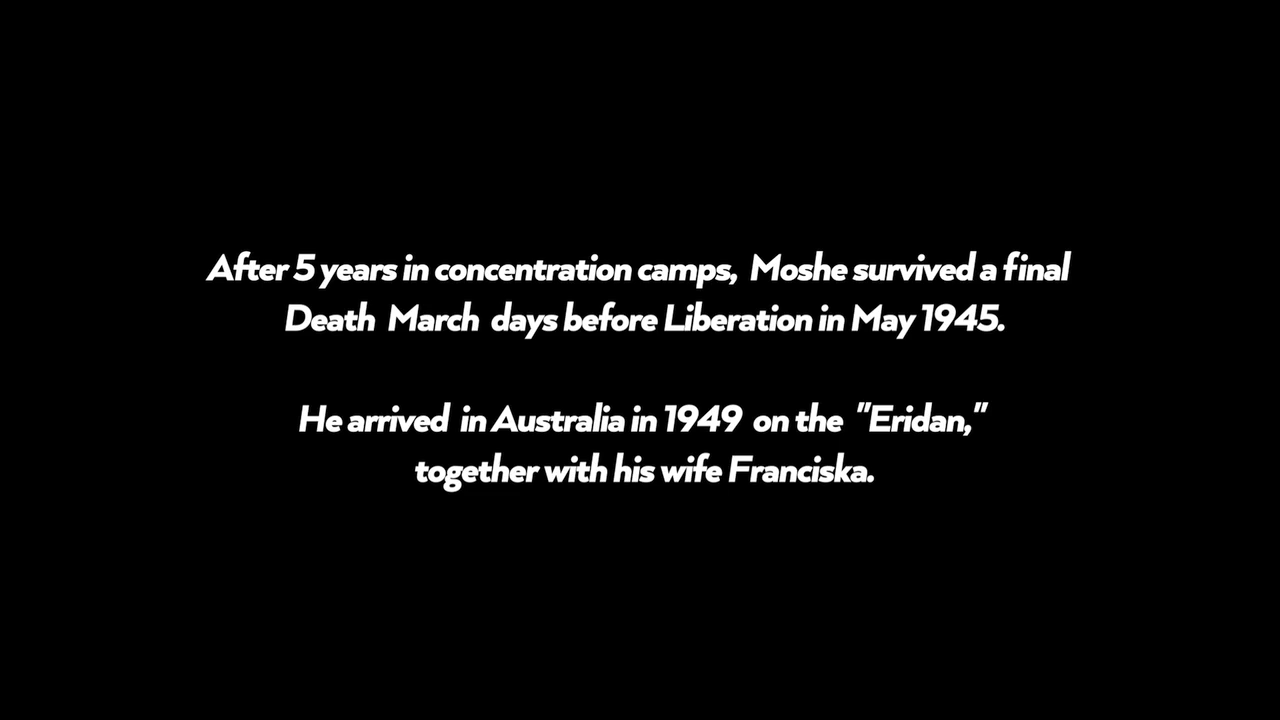 After 5 years in concentration camps, Moshe survived a final
Death March days before Liberation in May 1945.
He arrived in Australia in 1949 on the "Eridan,"
together with his wife Franciska.